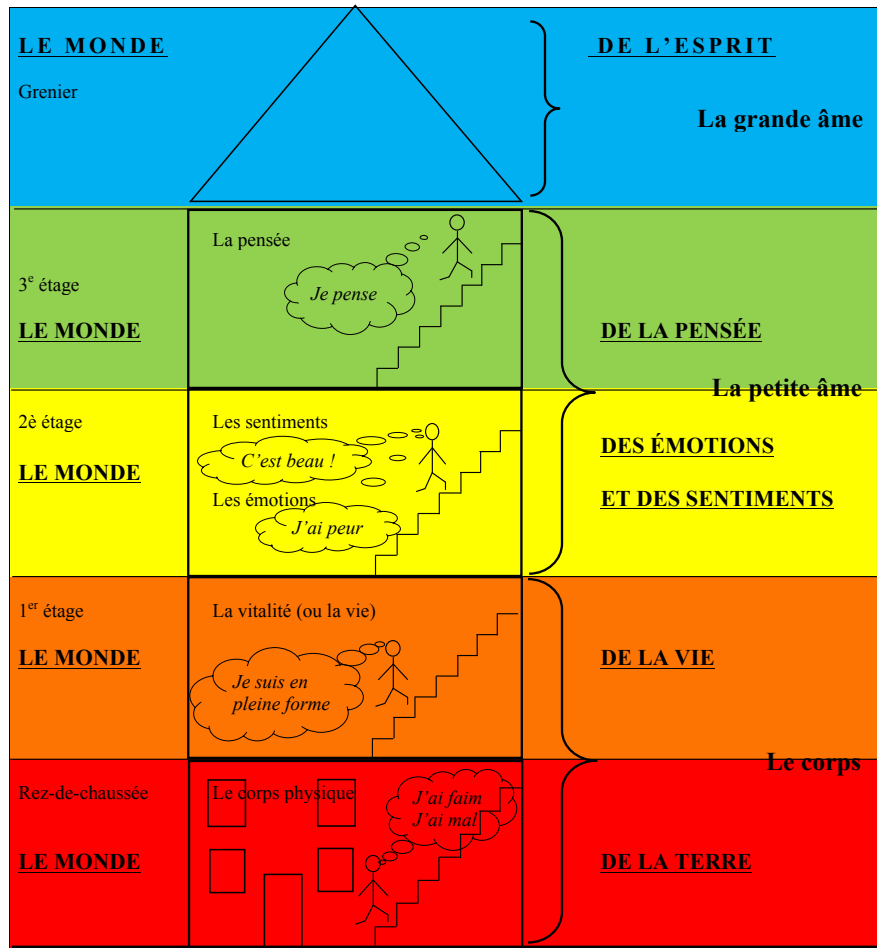 LE MONDE DE L'ESPRIT
Grenier
La grande âme
La pensée
Je pense
3e étage
LE MONDE DE LA PENSÉE
La petite âme
2è étage
Les sentiments
C'est beau !
LE MONDE DES ÉMOTIONS
ET DES SENTIMENTS
Les émotions
J'ai peur
1er étage
La vitalité (ou la vie)
LE MONDE DE LA VIE
Je suis en
pleine forme
Le corps
Rez-de-chaussée
Le corps physique
J'ai faim
J'ai mal
LE MONDE DE LA TERRE